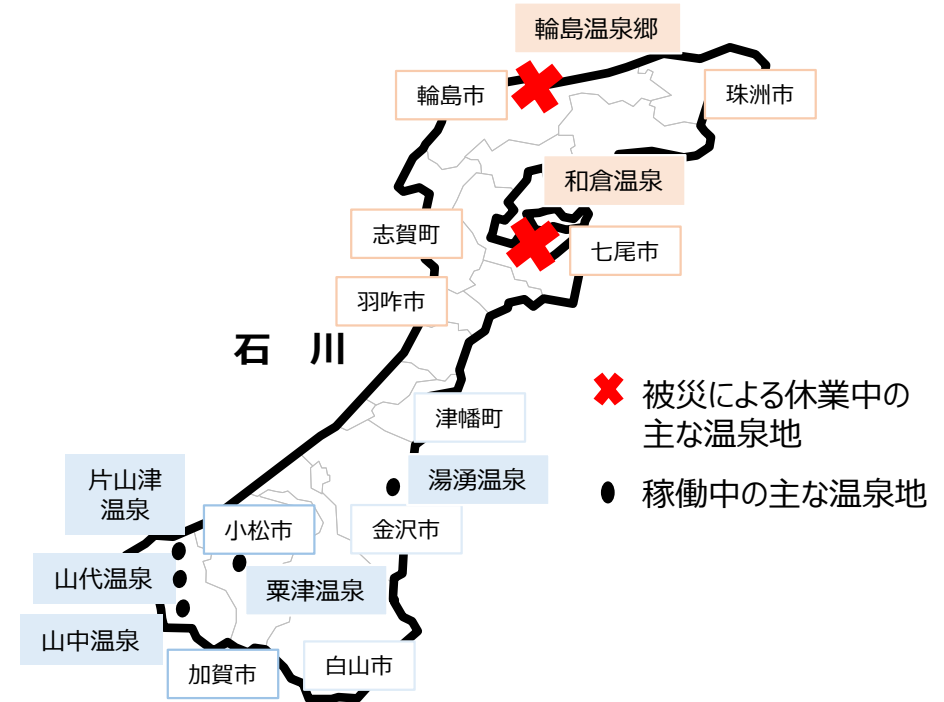 輪島温泉郷
輪島市
珠洲市
和倉温泉
志賀町
七尾市
羽咋市
石 川
被災による休業中の
主な温泉地
津幡町
片山津
温泉
湯湧温泉
稼働中の主な温泉地
小松市
金沢市
山代温泉
粟津温泉
山中温泉
加賀市
白山市